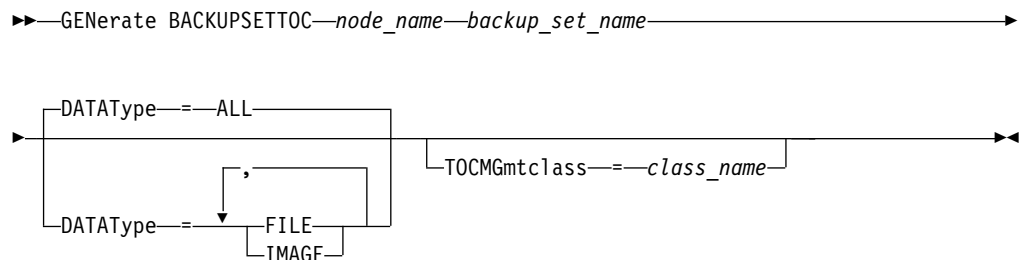 GENerate BACKUPSETTOC node_name backup_set_name
DATAType = ALL
,
DATAType = FILE
IMAGE
TOCMGmtclass = class_name